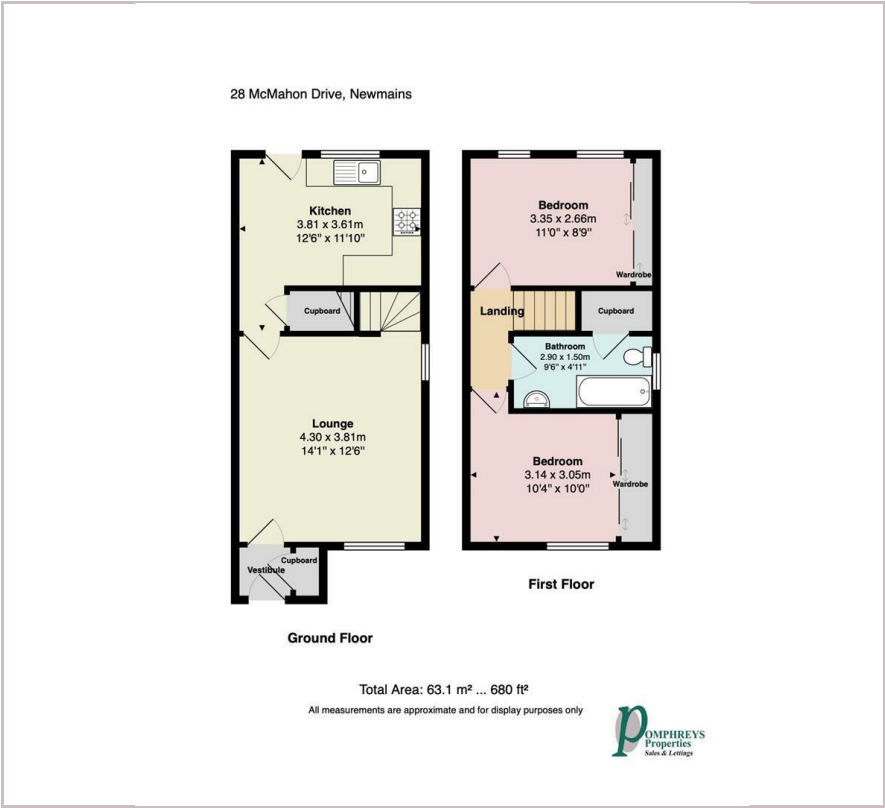 28 McMahon Drive, Newmains
Kitchen
3.81 x 3.61m
12'6" x 11'10"
Cupboard
Lounge
4.30 x 3.81m
14'1" x 12'6"
Cupboard
Vestibule
Ground Floor
Bedroom
3.35 x 2.66m
11'0" x 8'9"
Wardrobe
Landing
Cupboard
Bathroom
2.90 x 1.50m
9'6" x 4'11"
Bedroom
3.14 x 3.05m
10'4" x 10'0"
Wardrobe
First Floor
Total Area: 63.1 m² ... 680 ft²
All measurements are approximate and for display purposes only
POMPHREYS
Properties
Sales & Lettings